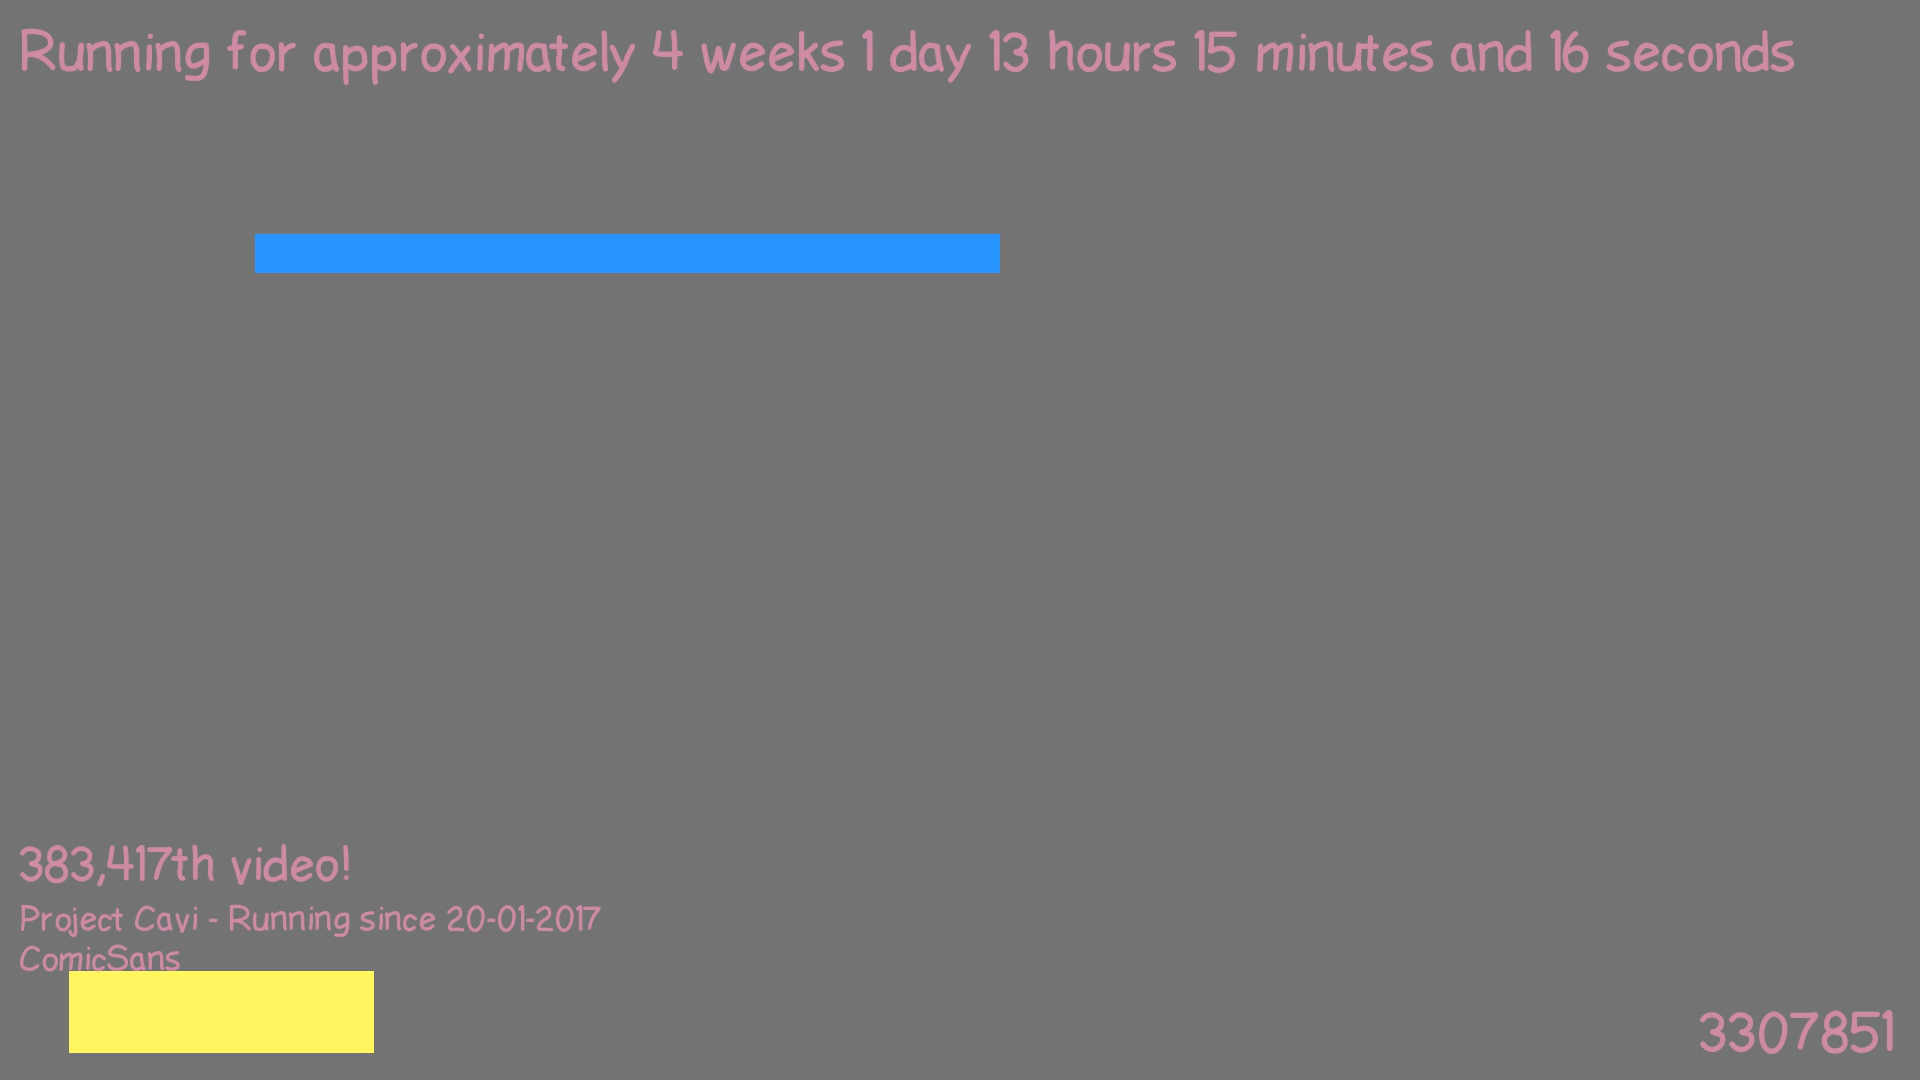 Running for approximately 4 weeks 1 day 13 hours 15 minutes and 16 seconds
383,417th video!
Project Cavi - Running since 20-01-2017
ComicSans
3307851